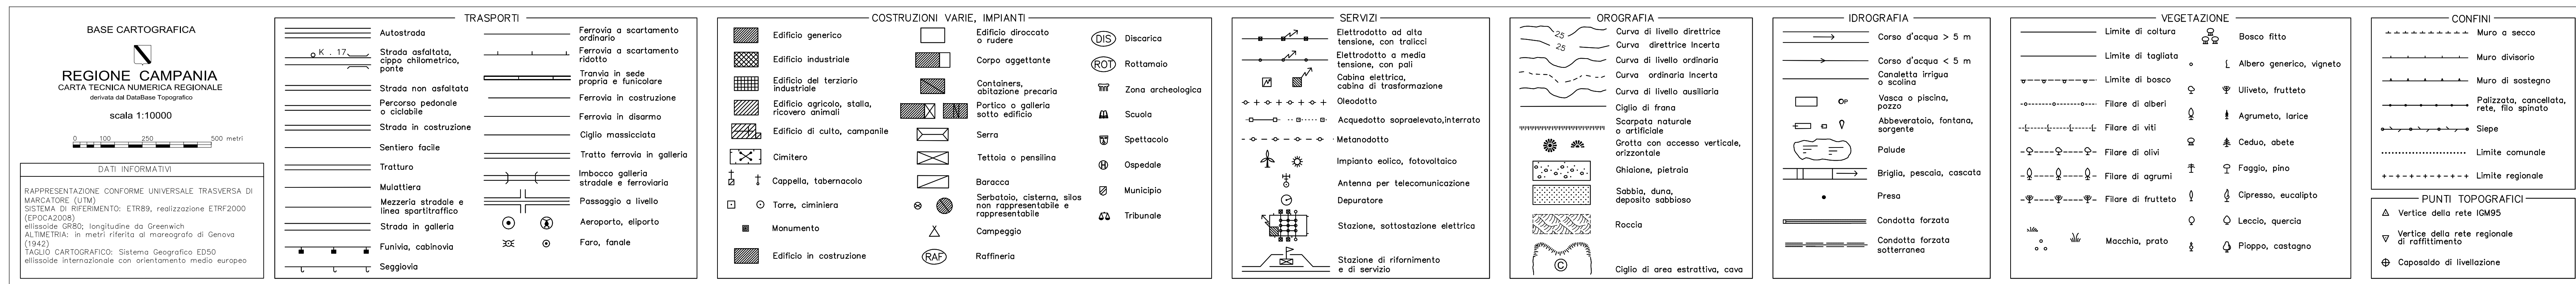 BASE CARTOGRAFICA
REGIONE CAMPANIA
CARTA TECNICA NUMERICA REGIONALE
derivata dal DataBase Topografico
scala 1:10000
0 100 250 500 metri
DATI INFORMATIVI
RAPPRESENTAZIONE CONFORME UNIVERSALE TRASVERSA DI
MARCATORE (UTM)
SISTEMA DI RIFERIMENTO: ETR89, realizzazione ETRF2000
(EPOCA2008)
ellissoide GR80; longitudine da Greenwich
ALTIMETRIA: in metri riferita al mareografo di Genova
(1942)
TAGLIO CARTOGRAFICO: Sistema Geografico ED50
ellissoide internazionale con orientamento medio europeo
TRASPORTI
Autostrada
K . 17
Strada asfaltata,
cippo chilometrico,
ponte
Strada non asfaltata
Percorso pedonale
o ciclabile
Strada in costruzione
Sentiero facile
Tratturo
Mulattiera
Mezzeria stradale e
linea spartitraffico
Strada in galleria
Funivia, cabinovia
Seggiovia
Ferrovia a scartamento
ordinario
Ferrovia a scartamento
ridotto
Tranvia in sede
propria e funicolare
Ferrovia in costruzione
Ferrovia in disarmo
Ciglio massicciata
Tratto ferrovia in galleria
Imbocco galleria
stradale e ferroviaria
Passaggio a livello
Aeroporto, eliporto
Faro, fanale
COSTRUZIONI VARIE, IMPIANTI
Edificio generico
Edificio industriale
Edificio del terziario
industriale
Edificio agricolo, stalla,
ricovero animali
Edificio di culto, campanile
Cimitero
Cappella, tabernacolo
Torre, ciminiera
Monumento
Edificio in costruzione
Edificio diroccato
o rudere
Corpo aggettante
Containers,
abitazione precaria
Portico o galleria
sotto edificio
Serra
Tettoia o pensilina
Baracca
Serbatoio, cisterna, silos
non rappresentabile e
rappresentabile
Campeggio
RAF
Raffineria
DIS
Discarica
ROT
Rottamaio
Zona archeologica
Scuola
Spettacolo
H
Ospedale
Municipio
Tribunale
SERVIZI
Elettrodotto ad alta
tensione, con tralicci
Elettrodotto a media
tensione, con pali
Cabina elettrica,
cabina di trasformazione
Oleodotto
Acquedotto sopraelevato,interrato
Metanodotto
Impianto eolico, fotovoltaico
Antenna per telecomunicazione
Depuratore
Stazione, sottostazione elettrica
Stazione di rifornimento
e di servizio
OROGRAFIA
25
Curva di livello direttrice
25
Curva direttrice Incerta
Curva di livello ordinaria
Curva ordinaria Incerta
Curva di livello ausiliaria
Ciglio di frana
Scarpata naturale
o artificiale
Grotta con accesso verticale,
orizzontale
Ghiaione, pietraia
Sabbia, duna,
deposito sabbioso
Roccia
C
Ciglio di area estrattiva, cava
IDROGRAFIA
Corso d'acqua > 5 m
Corso d'acqua < 5 m
Canaletta irrigua
o scolina
Vasca o piscina,
pozzo
Abbeveratoio, fontana,
sorgente
Palude
Briglia, pescaia, cascata
Presa
Condotta forzata
Condotta forzata
sotterranea
VEGETAZIONE
Limite di coltura
Limite di tagliata
Limite di bosco
Filare di alberi
Filare di viti
Filare di olivi
Filare di agrumi
Filare di frutteto
Macchia, prato
Bosco fitto
Albero generico, vigneto
Uliveto, frutteto
Agrumeto, larice
Ceduo, abete
Faggio, pino
Cipresso, eucalipto
Leccio, quercia
Pioppo, castagno
CONFINI
Muro a secco
Muro divisorio
Muro di sostegno
Palizzata, cancellata,
rete, filo spinato
Siepe
Limite comunale
Limite regionale
PUNTI TOPOGRAFICI
Vertice della rete IGM95
Vertice della rete regionale
di raffittimento
Caposaldo di livellazione